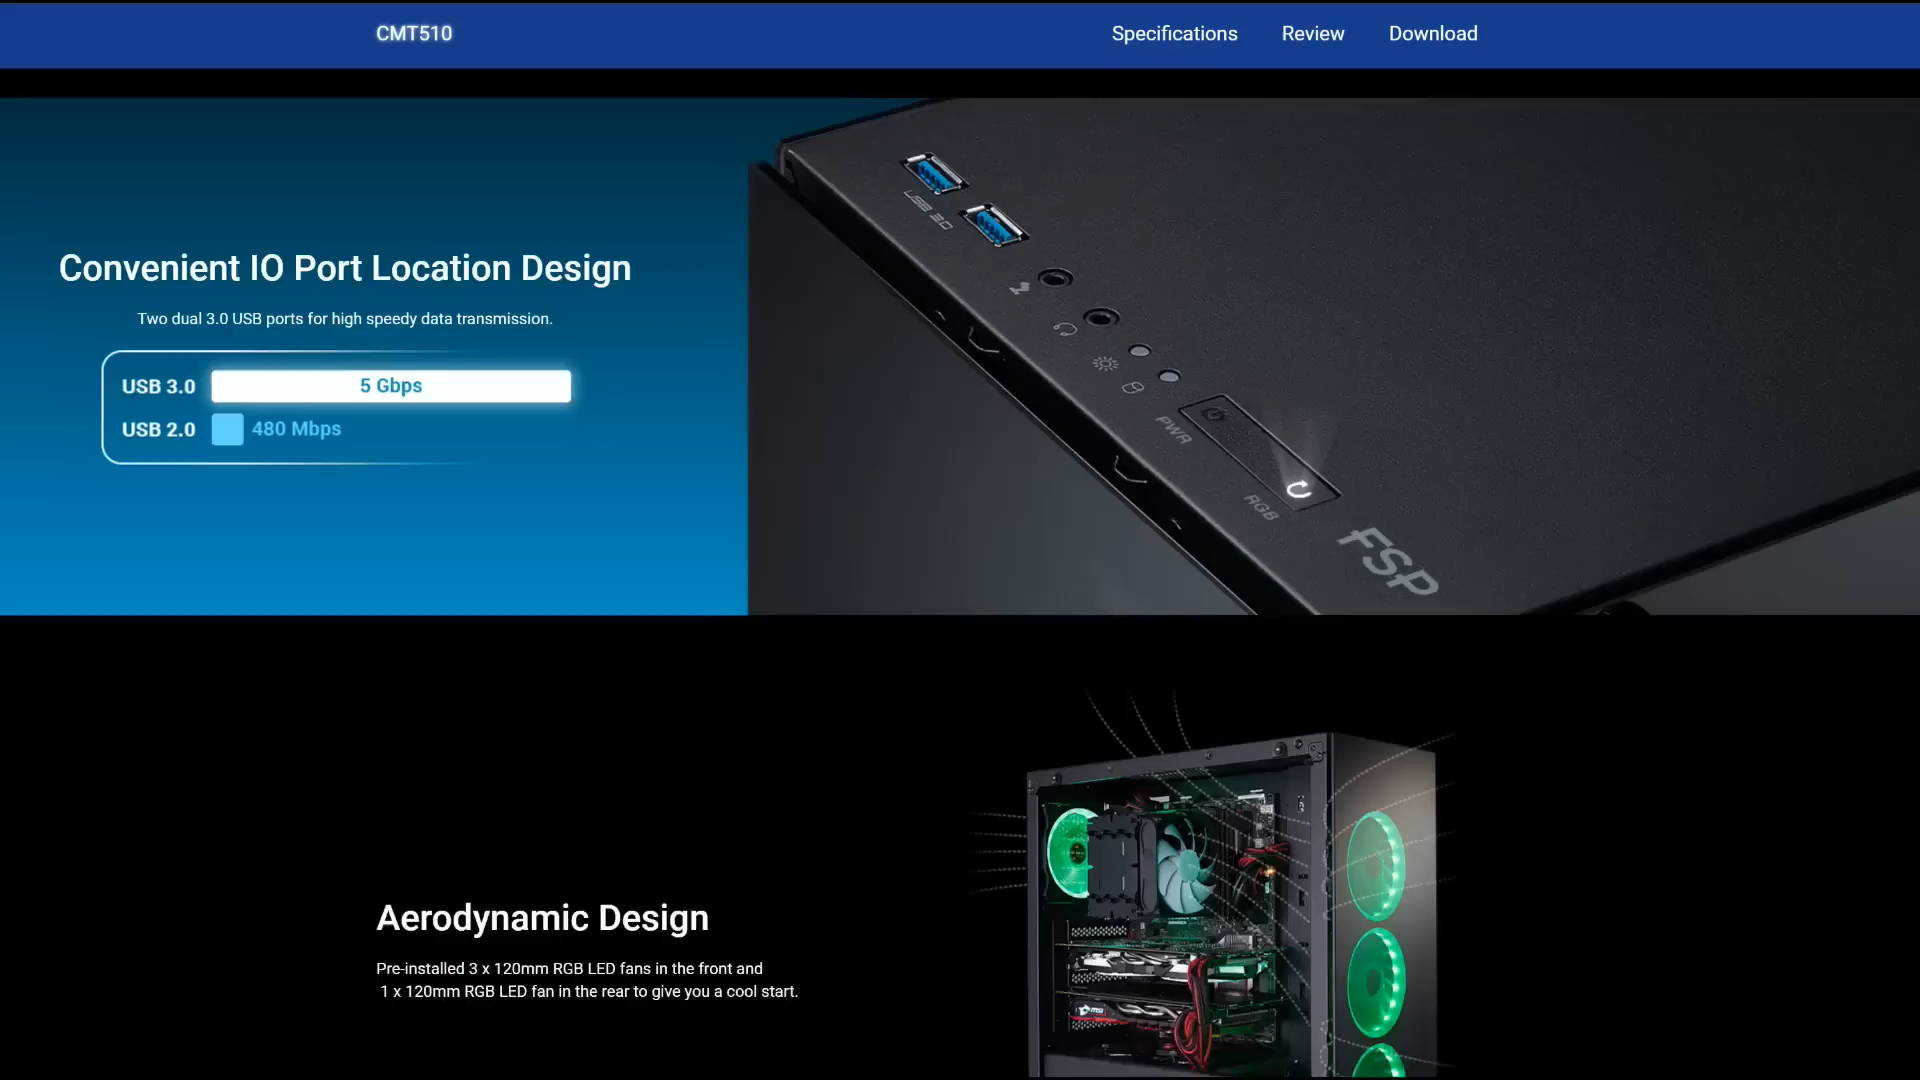 CMT510
Specifications
Review
Download
Convenient IO Port Location Design
Two dual 3.0 USB ports for high speedy data transmission.
USB 3.0
5 Gbps
USB 2.0
480 Mbps
USB 3.0
PWR
RGB
FSP
Aerodynamic Design
Pre-installed 3 x 120mm RGB LED fans in the front and
1 x 120mm RGB LED fan in the rear to give you a cool start.
msi